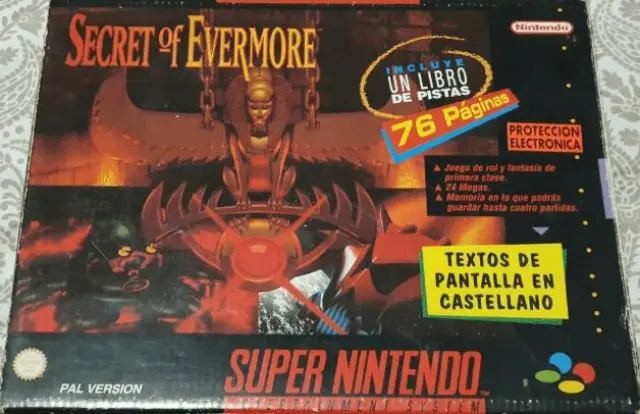 SECRET of EVERMORE
Nintendo
INCLUYE
UN LIBRO
DE PISTAS
76 Páginas
PROTECCION
ELECTRONICA
▲ Juego de rol y fantasía de
primera clase.
▲ 24 Megas.
▲ Memoria en la que podrás
guardar hasta cuatro partidas.
TEXTOS DE
PANTALLA EN
CASTELLANO
SUPER NINTENDO
ENTERTAINMENT SYSTEM
PAL VERSION